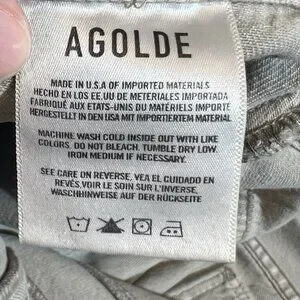 AGOLDE
MADE IN U.S.A OF IMPORTED MATERIALS
HECHO EN LOS EE.UU DE METERIALES IMPORTADA
FABRIQUÉ AUX ETATS-UNIS DU MATÉRIELS IMPORTÉ
HERGESTELLT IN DEN USA MIT IMPORTIERTEM MATERIAL
MACHINE WASH COLD INSIDE OUT WITH LIKE
COLORS. DO NOT BLEACH. TUMBLE DRY LOW.
IRON MEDIUM IF NECESSARY.
SEE CARE ON REVERSE. VEA EL CUIDADO EN
REVÉS. VOIR LE SOIN SUR L'INVERSE.
WASCHHINWEISE AUF DER RÜCKSEITE